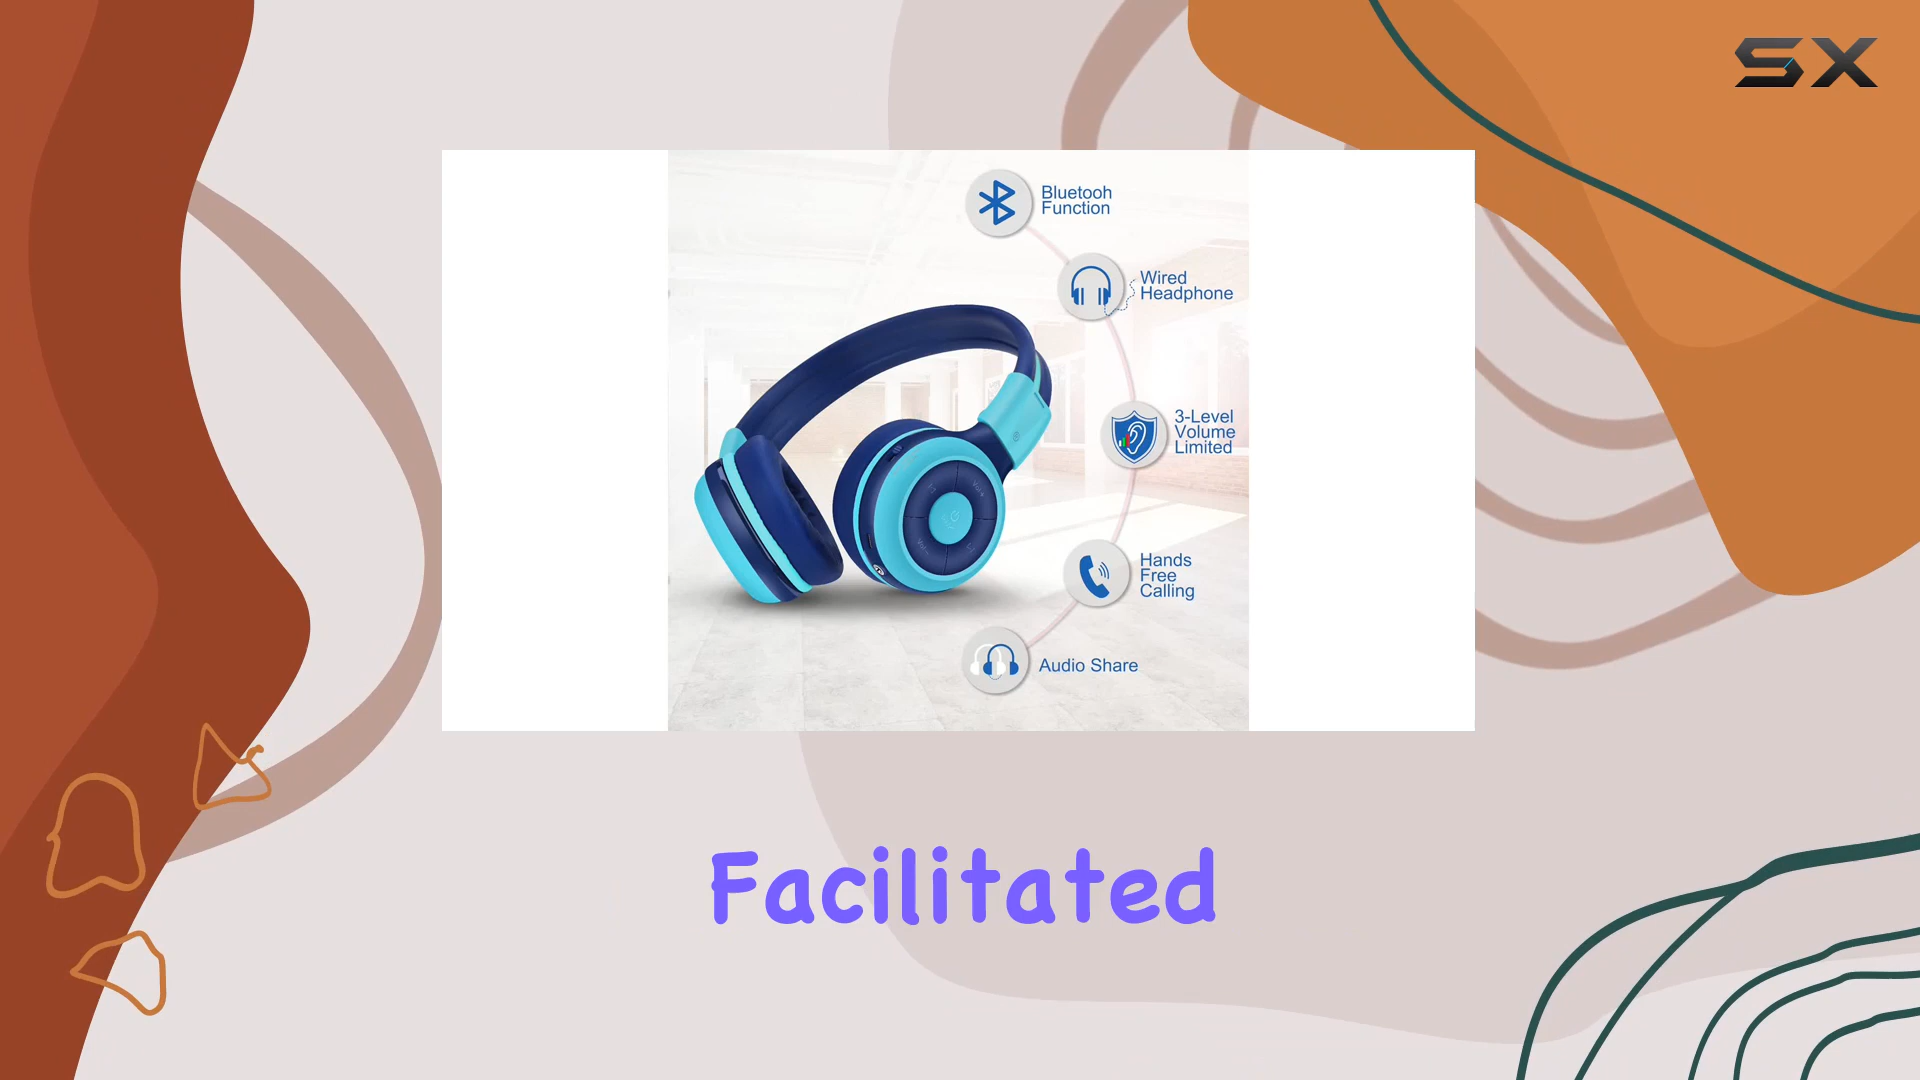 SX
Bluetooh
Function
Wired
Headphone
3-Level
Volume
Limited
Hands
Free
Calling
Audio Share
Facilitated